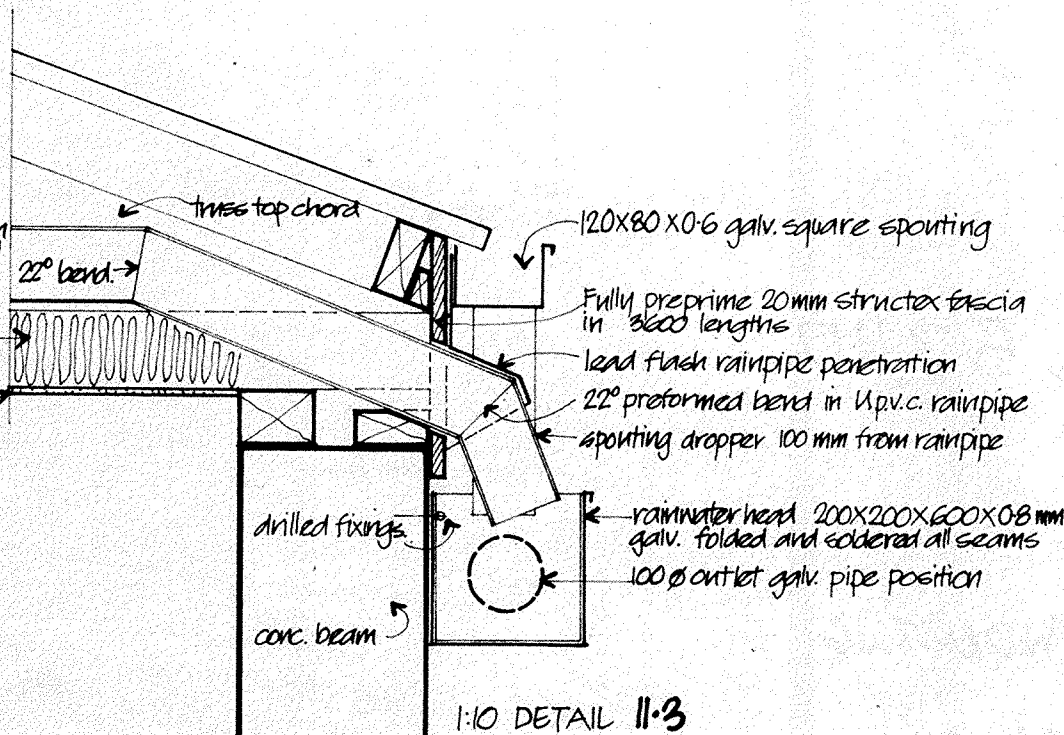 truss top chord
120X80X0·6 galv. square spouting
22° bend.
Fully preprime 20mm structex fascia
in 3600 lengths
lead flash rainpipe penetration
22° preformed bend in U.p.v.c. rainpipe
spouting dropper 100 mm from rainpipe
drilled fixings.
rainwater head 200X200X600X0·8 mm
galv. folded and soldered all seams
100 ø outlet galv. pipe position
conc. beam
1:10 DETAIL 11·3